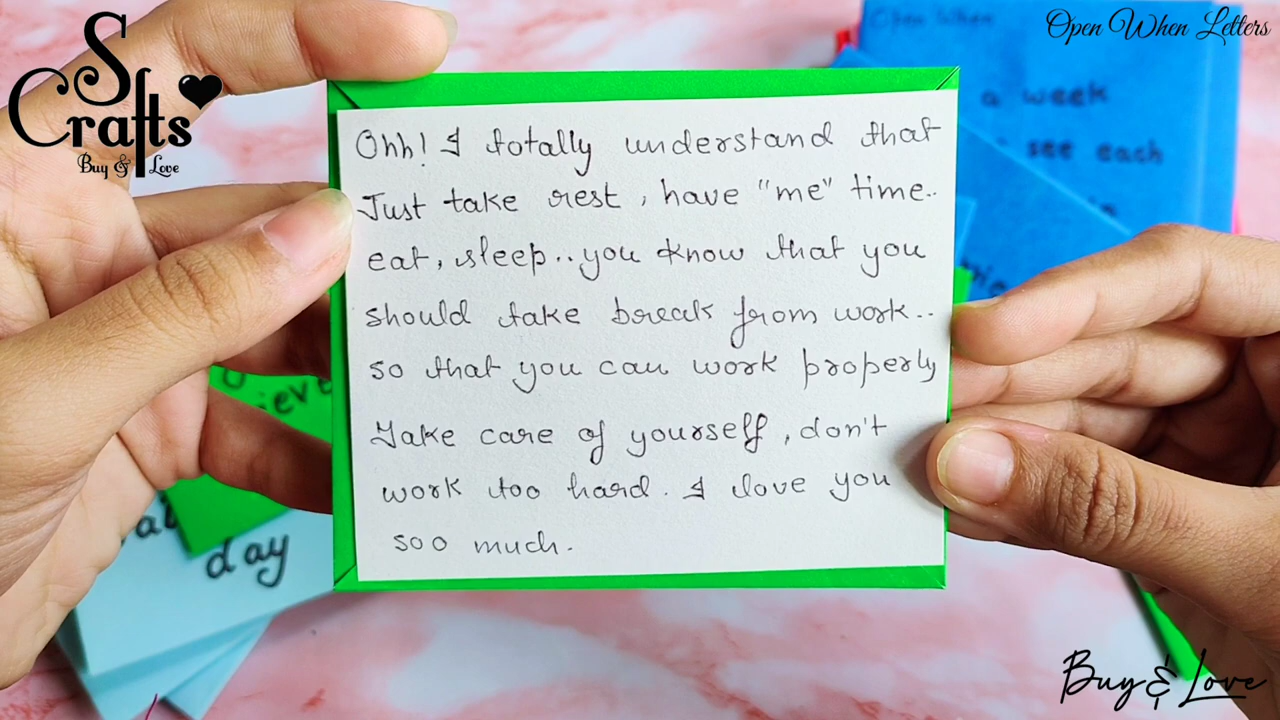 S
Crafts
Buy & Love
Open When Letters
Open When
a week
see each
Ohh! I totally understand that
Just take rest, have "me" time..
eat, sleep.. you know that you
should take break from work..
so that you can work properly
Take care of yourself, don't
work too hard. I love you
soo much.
day
Buy & Love